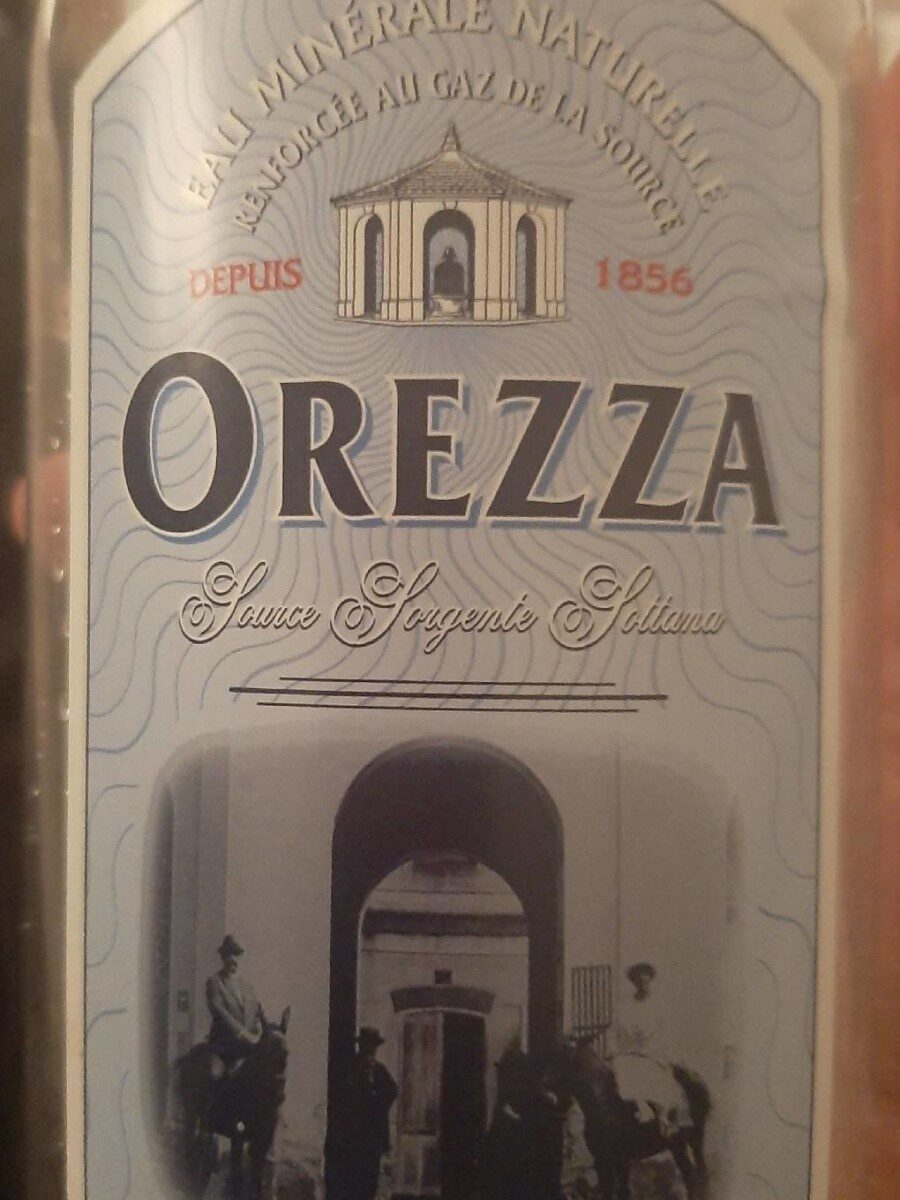 EAU MINÉRALE NATURELLE
RENFORCÉE AU GAZ DE LA SOURCE
DEPUIS 1856
OREZZA
Source Sorgente Sottana